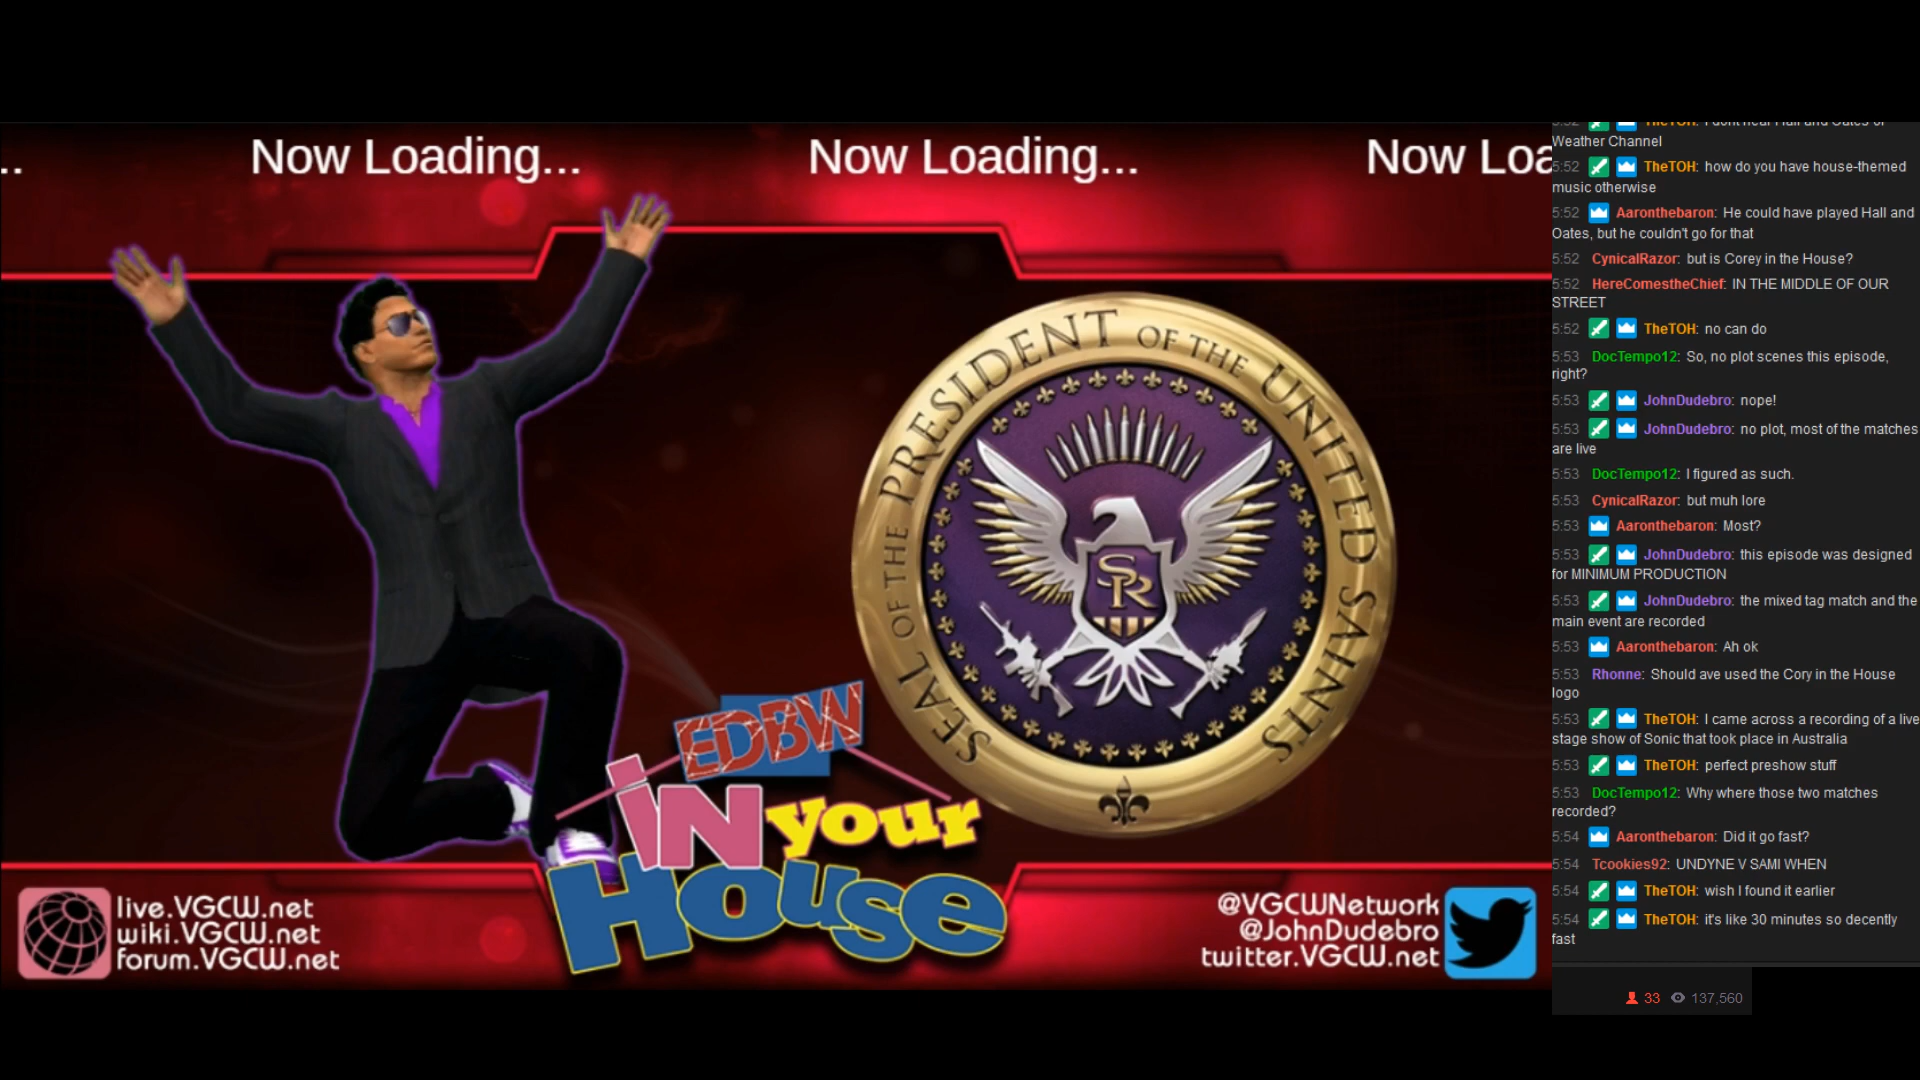 ..
Now Loading...
Now Loading...
Now Loa
SEAL OF THE PRESIDENT OF THE UNITED SAINTS
SR
EDBW
iN your
House
live.VGCW.net
wiki.VGCW.net
forum.VGCW.net
@VGCWNetwork
@JohnDudebro
twitter.VGCW.net
Weather Channel
5:52 TheTOH: how do you have house-themed
music otherwise
5:52 Aaronthebaron: He could have played Hall and
Oates, but he couldn't go for that
5:52 CynicalRazor: but is Corey in the House?
5:52 HereComestheChief: IN THE MIDDLE OF OUR
STREET
5:52 TheTOH: no can do
5:53 DocTempo12: So, no plot scenes this episode,
right?
5:53 JohnDudebro: nope!
5:53 JohnDudebro: no plot, most of the matches
are live
5:53 DocTempo12: I figured as such.
5:53 CynicalRazor: but muh lore
5:53 Aaronthebaron: Most?
5:53 JohnDudebro: this episode was designed
for MINIMUM PRODUCTION
5:53 JohnDudebro: the mixed tag match and the
main event are recorded
5:53 Aaronthebaron: Ah ok
5:53 Rhonne: Should ave used the Cory in the House
logo
5:53 TheTOH: I came across a recording of a live
stage show of Sonic that took place in Australia
5:53 TheTOH: perfect preshow stuff
5:53 DocTempo12: Why where those two matches
recorded?
5:54 Aaronthebaron: Did it go fast?
5:54 Tcookies92: UNDYNE V SAMI WHEN
5:54 TheTOH: wish I found it earlier
5:54 TheTOH: it's like 30 minutes so decently
fast
33 137,560